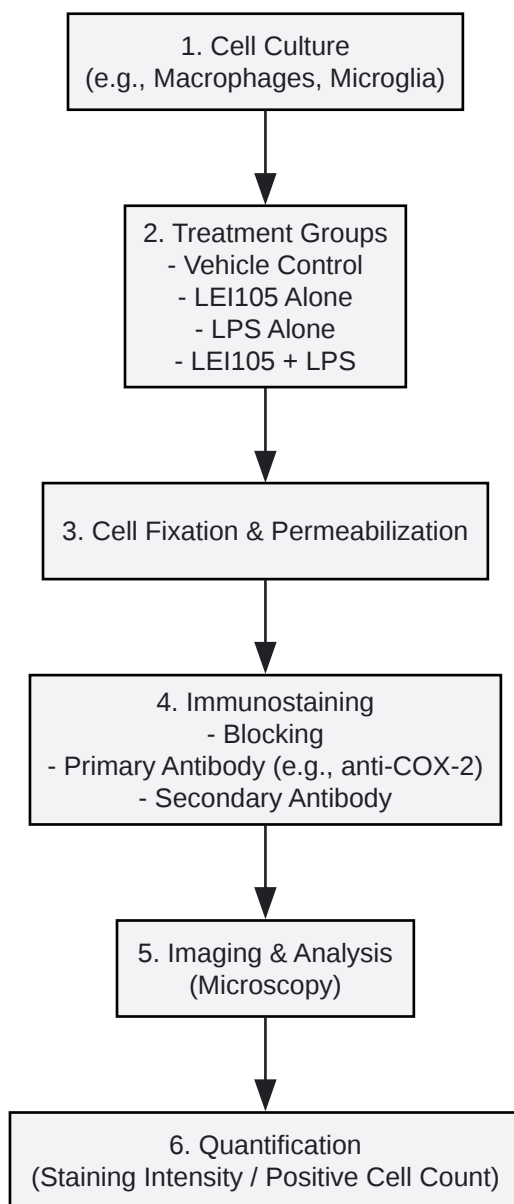 1. Cell Culture
(e.g., Macrophages, Microglia)
2. Treatment Groups
- Vehicle Control
- LEI105 Alone
- LPS Alone
- LEI105 + LPS
3. Cell Fixation & Permeabilization
4. Immunostaining
- Blocking
- Primary Antibody (e.g., anti-COX-2)
- Secondary Antibody
5. Imaging & Analysis
(Microscopy)
6. Quantification
(Staining Intensity / Positive Cell Count)